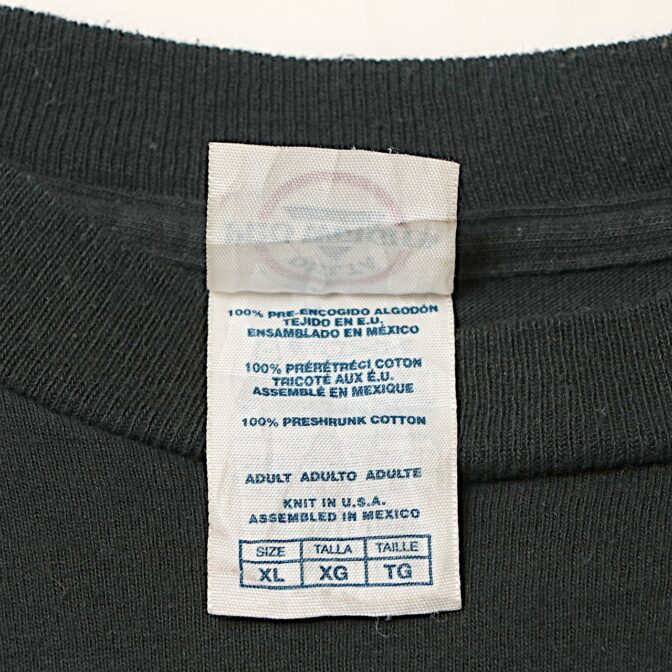 100% PRE-ENCOGIDO ALGODÓN
TEJIDO EN E.U.
ENSAMBLADO EN MÉXICO
100% PRÉRÉTRÉCI COTON
TRICOTÉ AUX É.U.
ASSEMBLÉ EN MEXIQUE
100% PRESHRUNK COTTON
ADULT ADULTO ADULTE
KNIT IN U.S.A.
ASSEMBLED IN MEXICO
SIZE TALLA TAILLE
XL XG TG